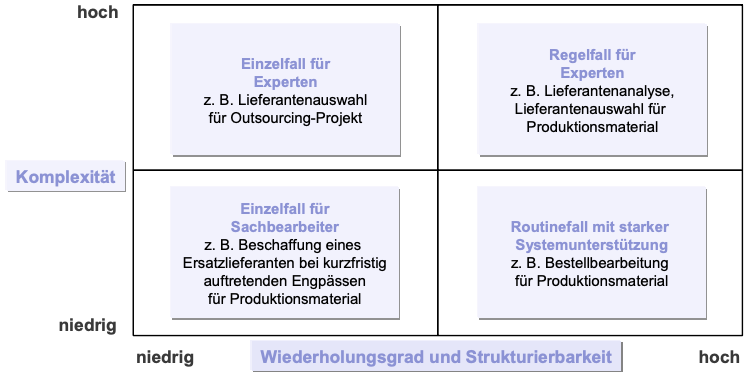 hoch
Einzelfall für
Experten
z. B. Lieferantenauswahl
für Outsourcing-Projekt
Regelfall für
Experten
z. B. Lieferantenanalyse,
Lieferantenauswahl für
Produktionsmaterial
Komplexität
Einzelfall für
Sachbearbeiter
z. B. Beschaffung eines
Ersatzlieferanten bei kurzfristig
auftretenden Engpässen
für Produktionsmaterial
Routinefall mit starker
Systemunterstützung
z. B. Bestellbearbeitung
für Produktionsmaterial
niedrig
niedrig
Wiederholungsgrad und Strukturierbarkeit
hoch